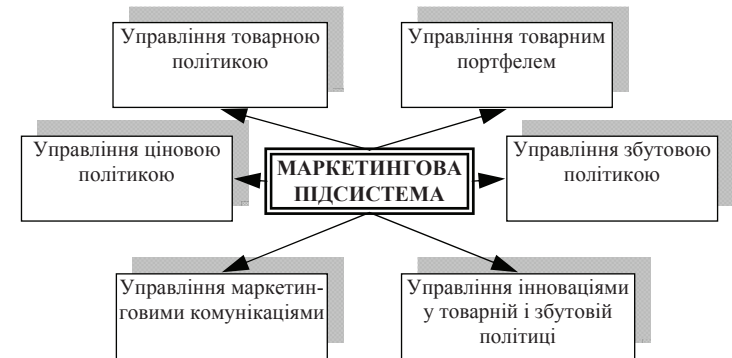 Управління товарною
політикою
Управління товарним
портфелем
Управління ціновою
політикою
МАРКЕТИНГОВА
ПІДСИСТЕМА
Управління збутовою
політикою
Управління маркетин-
говими комунікаціями
Управління інноваціями
у товарній і збутовій
політиці